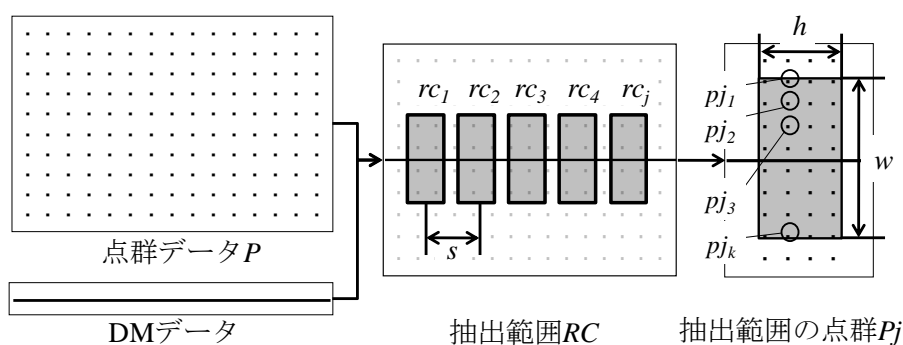 点群データP
DMデータ
rc1 rc2 rc3 rc4 rcj
s
抽出範囲RC
h
pj1
pj2
pj3
pjk
w
抽出範囲の点群Pj